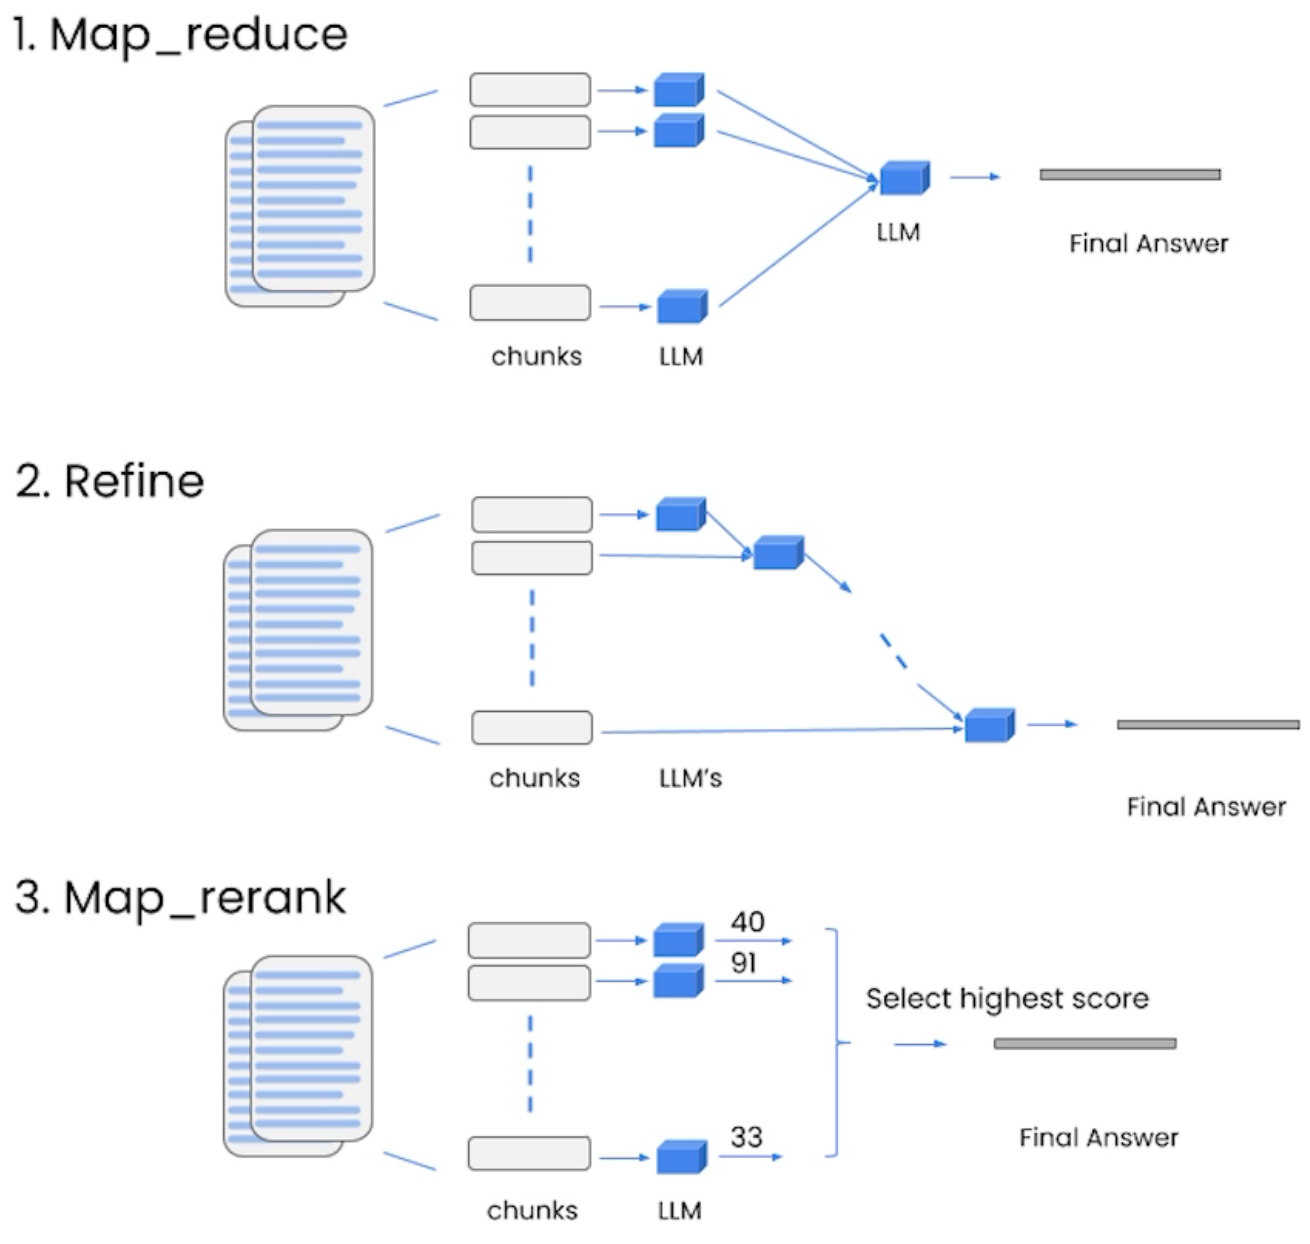 1. Map_reduce
LLM
Final Answer
chunks
LLM
2. Refine
chunks
LLM's
Final Answer
3. Map_rerank
40
91
Select highest score
33
Final Answer
chunks
LLM